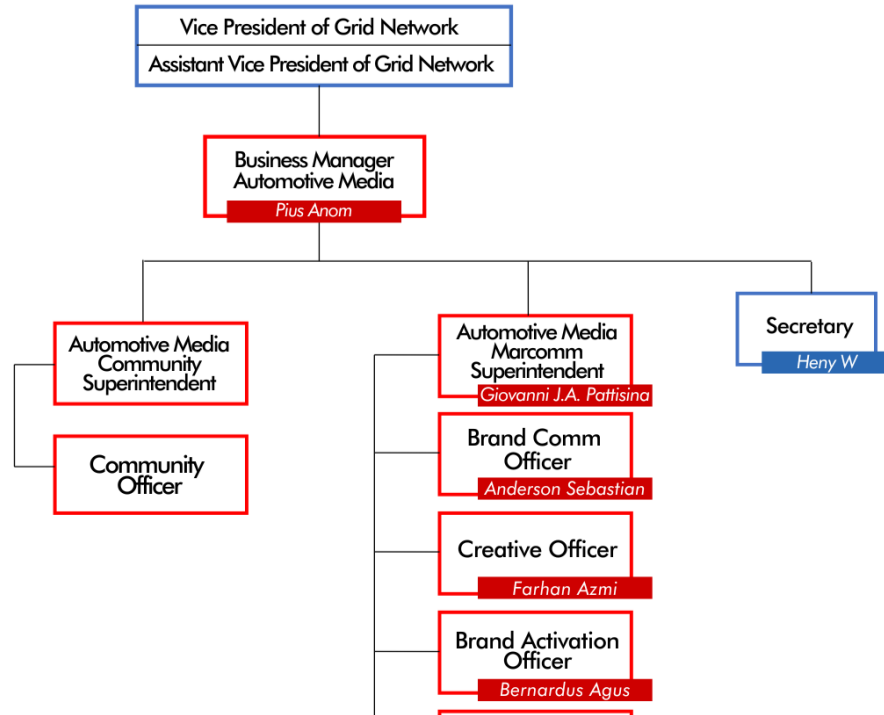 Vice President of Grid Network
Assistant Vice President of Grid Network
Business Manager
Automotive Media
Pius Anom
Automotive Media
Community
Superintendent
Community
Officer
Automotive Media
Marcomm
Superintendent
Giovanni J.A. Pattisina
Brand Comm
Officer
Anderson Sebastian
Creative Officer
Farhan Azmi
Brand Activation
Officer
Bernardus Agus
Secretary
Heny W